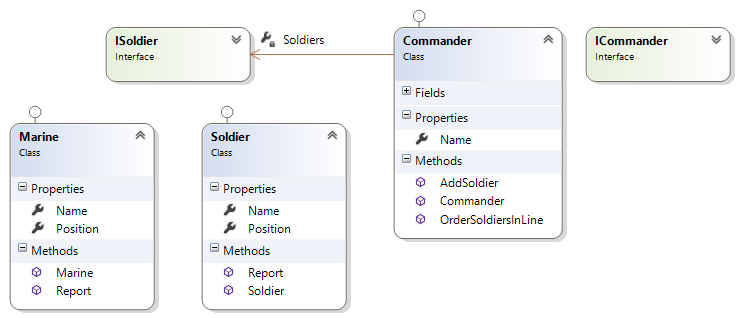 ISoldier
Interface
Soldiers
Commander
Class
Fields
Properties
Name
Methods
AddSoldier
Commander
OrderSoldiersInLine
ICommander
Interface
Marine
Class
Properties
Name
Position
Methods
Marine
Report
Soldier
Class
Properties
Name
Position
Methods
Report
Soldier